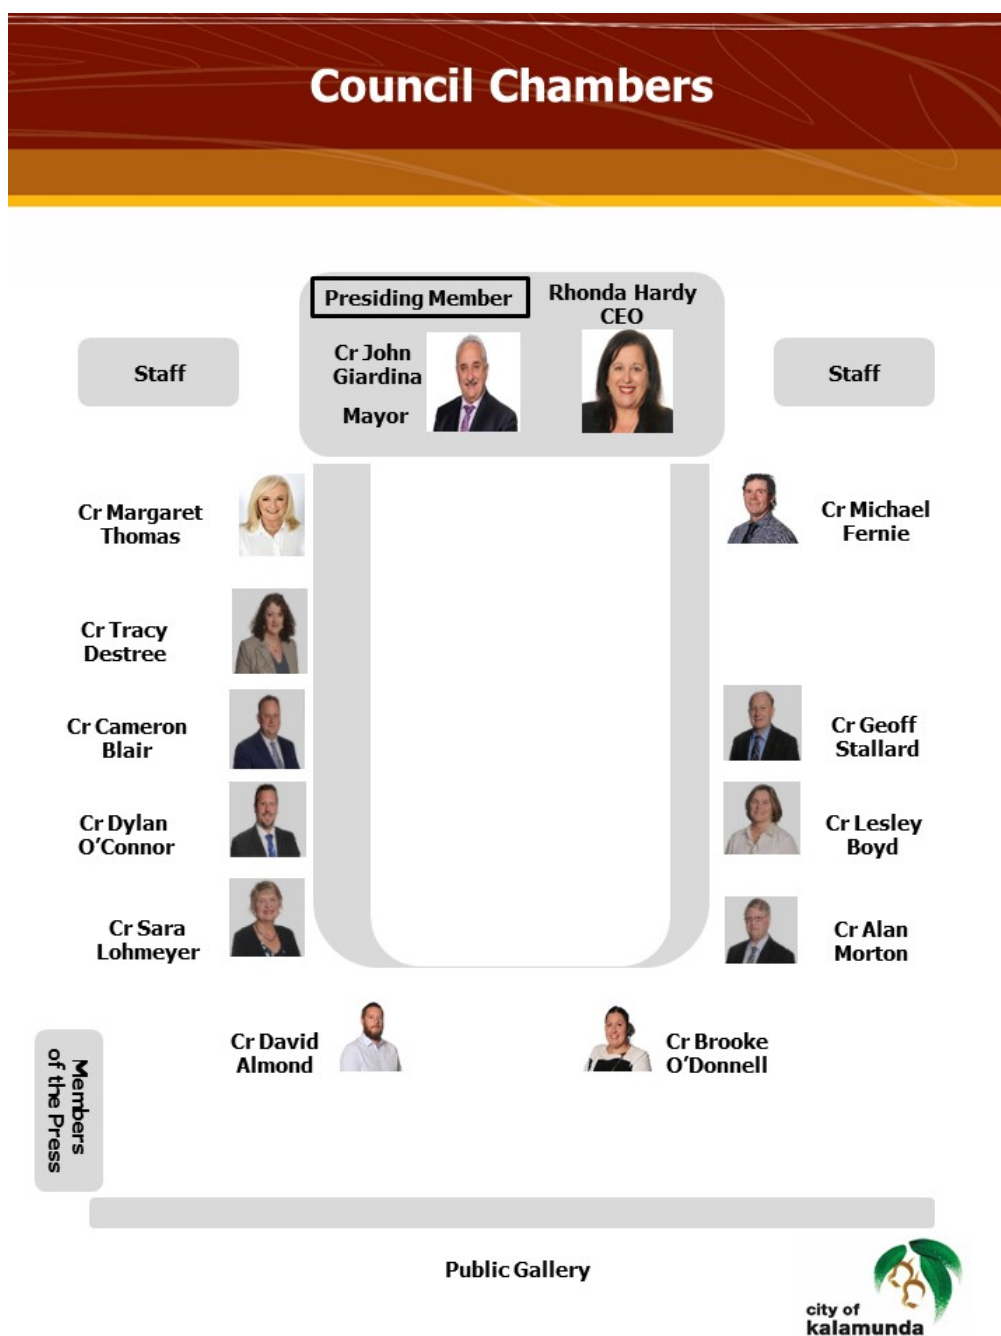 Council Chambers
Presiding Member
Rhonda Hardy
CEO
Cr John
Giardina
Mayor
Staff
Staff
Cr Margaret
Thomas
Cr Michael
Fernie
Cr Tracy
Destree
Cr Cameron
Blair
Cr Geoff
Stallard
Cr Dylan
O’Connor
Cr Lesley
Boyd
Cr Sara
Lohmeyer
Cr Alan
Morton
Cr David
Almond
Cr Brooke
O’Donnell
Members
of the Press
Public Gallery
city of
kalamunda